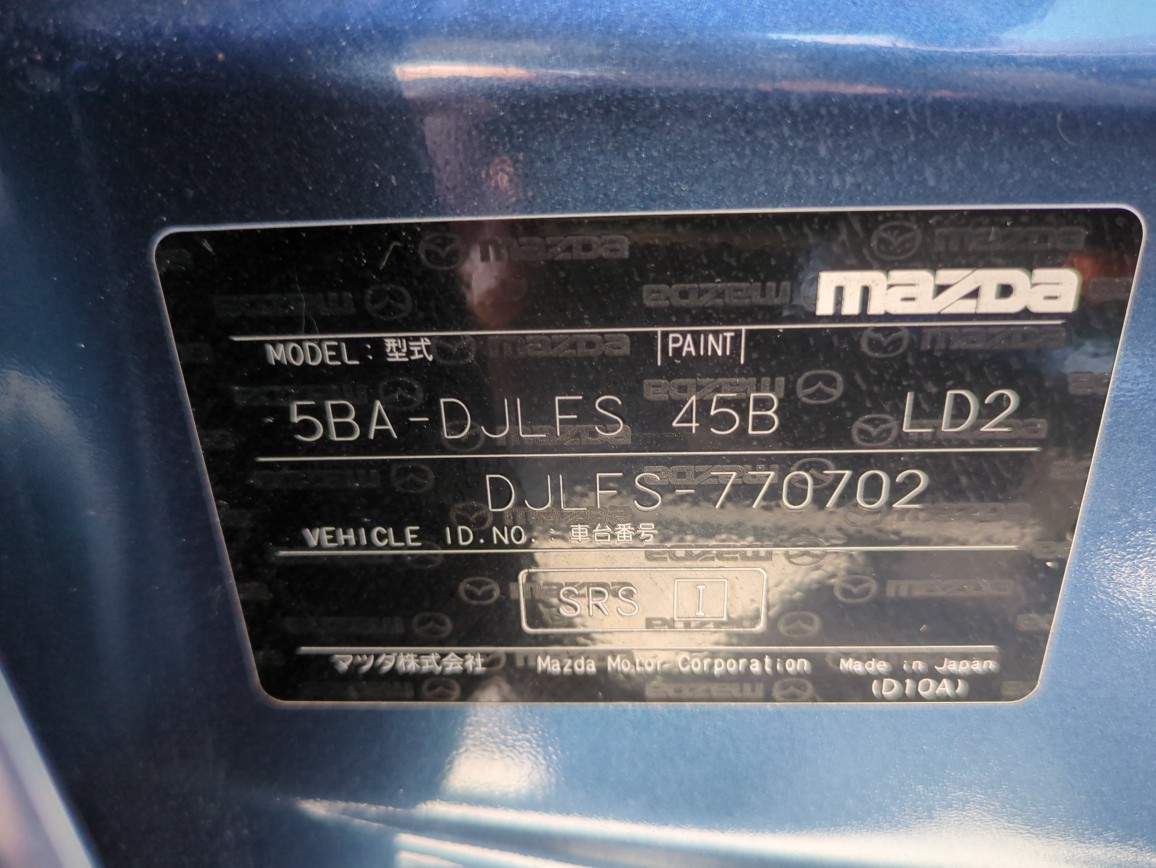 mazda
MODEL : 型式 PAINT
5BA-DJLFS 45B LD2
DJLFS-770702
VEHICLE ID.NO. : 車台番号
SRS I
マツダ株式会社 Mazda Motor Corporation Made in Japan
(D10A)